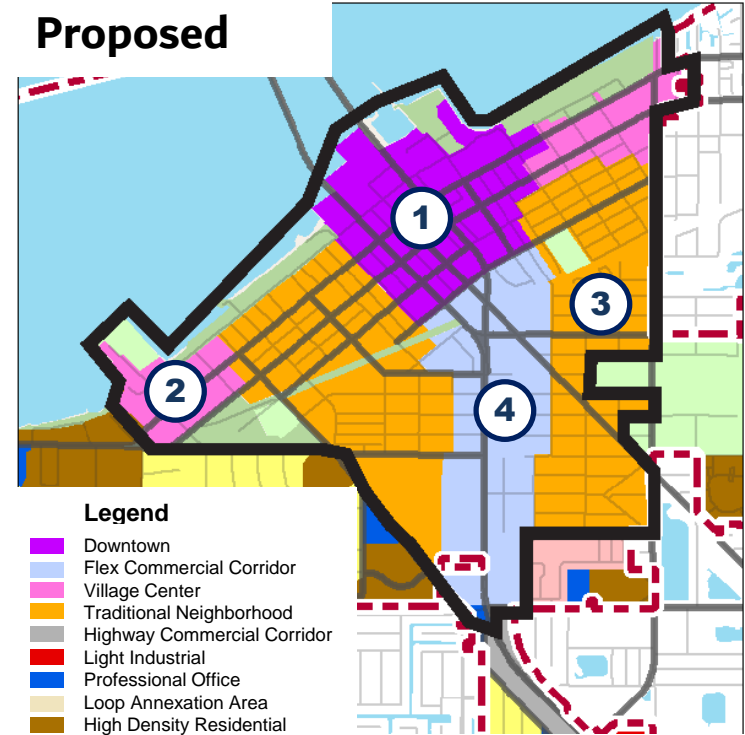 Proposed
1
3
2
4
Legend
Downtown
Flex Commercial Corridor
Village Center
Traditional Neighborhood
Highway Commercial Corridor
Light Industrial
Professional Office
Loop Annexation Area
High Density Residential